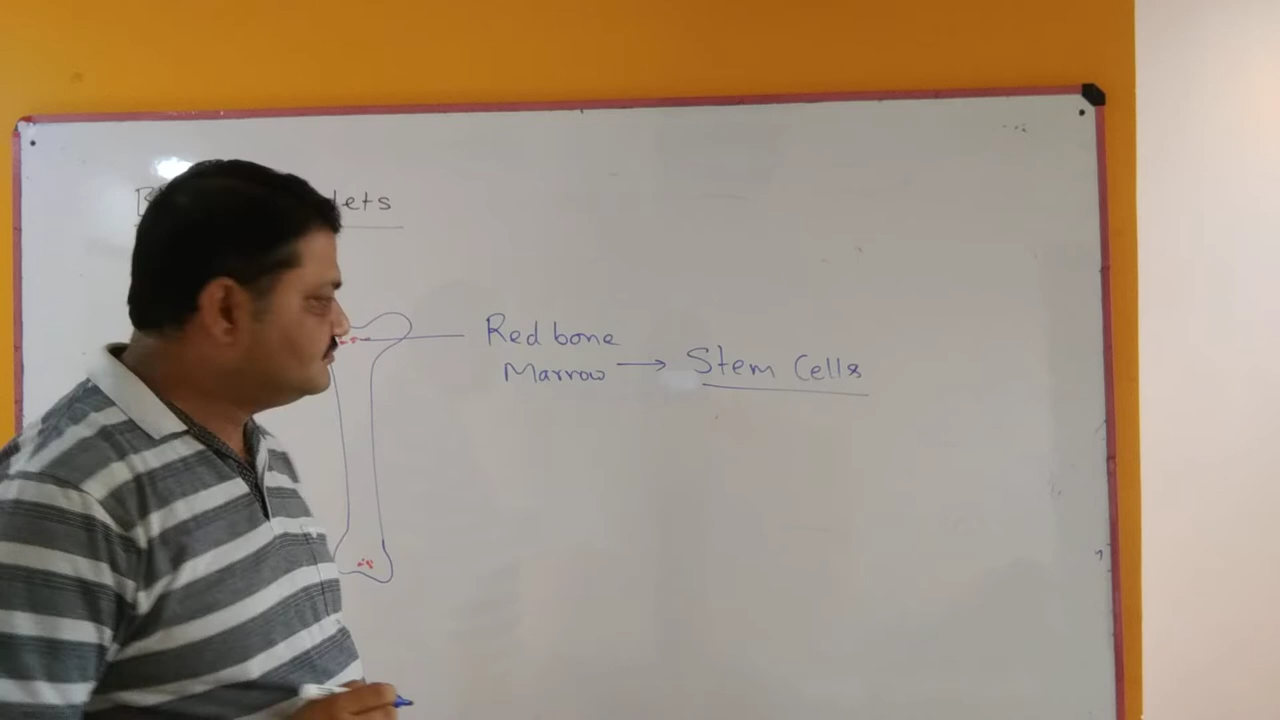 Red bone
Marrow → Stem Cells